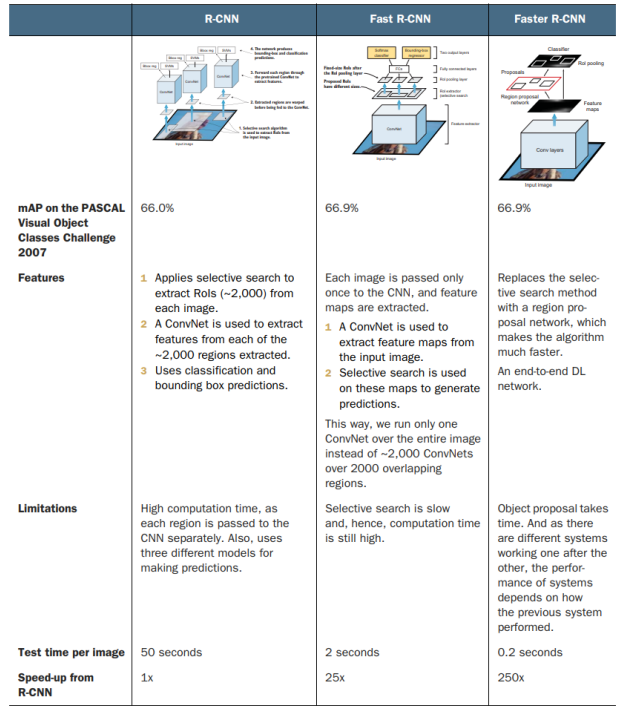 R-CNN
Fast R-CNN
Faster R-CNN
4. The network produces
bounding-box and classification
predictions.
3. Forward each region through
the pretrained ConvNet to
extract features.
2. Extracted regions are warped
before being fed to the ConvNet.
1. Selective search algorithm
is used to extract RoIs from
the input image.
Bbox reg
SVMs
Bbox reg
SVMs
Bbox reg
SVMs
ConvNet
ConvNet
ConvNet
Input image
Softmax
classifier
Bounding-box
regressor
Two output layers
Fixed-size RoIs after
the RoI pooling layer
FCs
Fully connected layers
RoI pooling layer
Proposed RoIs
have different sizes
RoI extractor
(selective search)
ConvNet
Feature extractor
Input image
Classifier
RoI pooling
Proposals
Region proposal
network
Feature
maps
Conv layers
Input image
mAP on the PASCAL
Visual Object
Classes Challenge
2007
66.0%
66.9%
66.9%
Features
1 Applies selective search to
extract RoIs (~2,000) from
each image.
2 A ConvNet is used to extract
features from each of the
~2,000 regions extracted.
3 Uses classification and
bounding box predictions.
Each image is passed only
once to the CNN, and feature
maps are extracted.
1 A ConvNet is used to
extract feature maps from
the input image.
2 Selective search is used
on these maps to generate
predictions.
This way, we run only one
ConvNet over the entire image
instead of ~2,000 ConvNets
over 2000 overlapping
regions.
Replaces the selec-
tive search method
with a region pro-
posal network, which
makes the algorithm
much faster.
An end-to-end DL
network.
Limitations
High computation time, as
each region is passed to the
CNN separately. Also, uses
three different models for
making predictions.
Selective search is slow
and, hence, computation time
is still high.
Object proposal takes
time. And as there
are different systems
working one after the
other, the perfor-
mance of systems
depends on how
the previous system
performed.
Test time per image
50 seconds
2 seconds
0.2 seconds
Speed-up from
R-CNN
1x
25x
250x